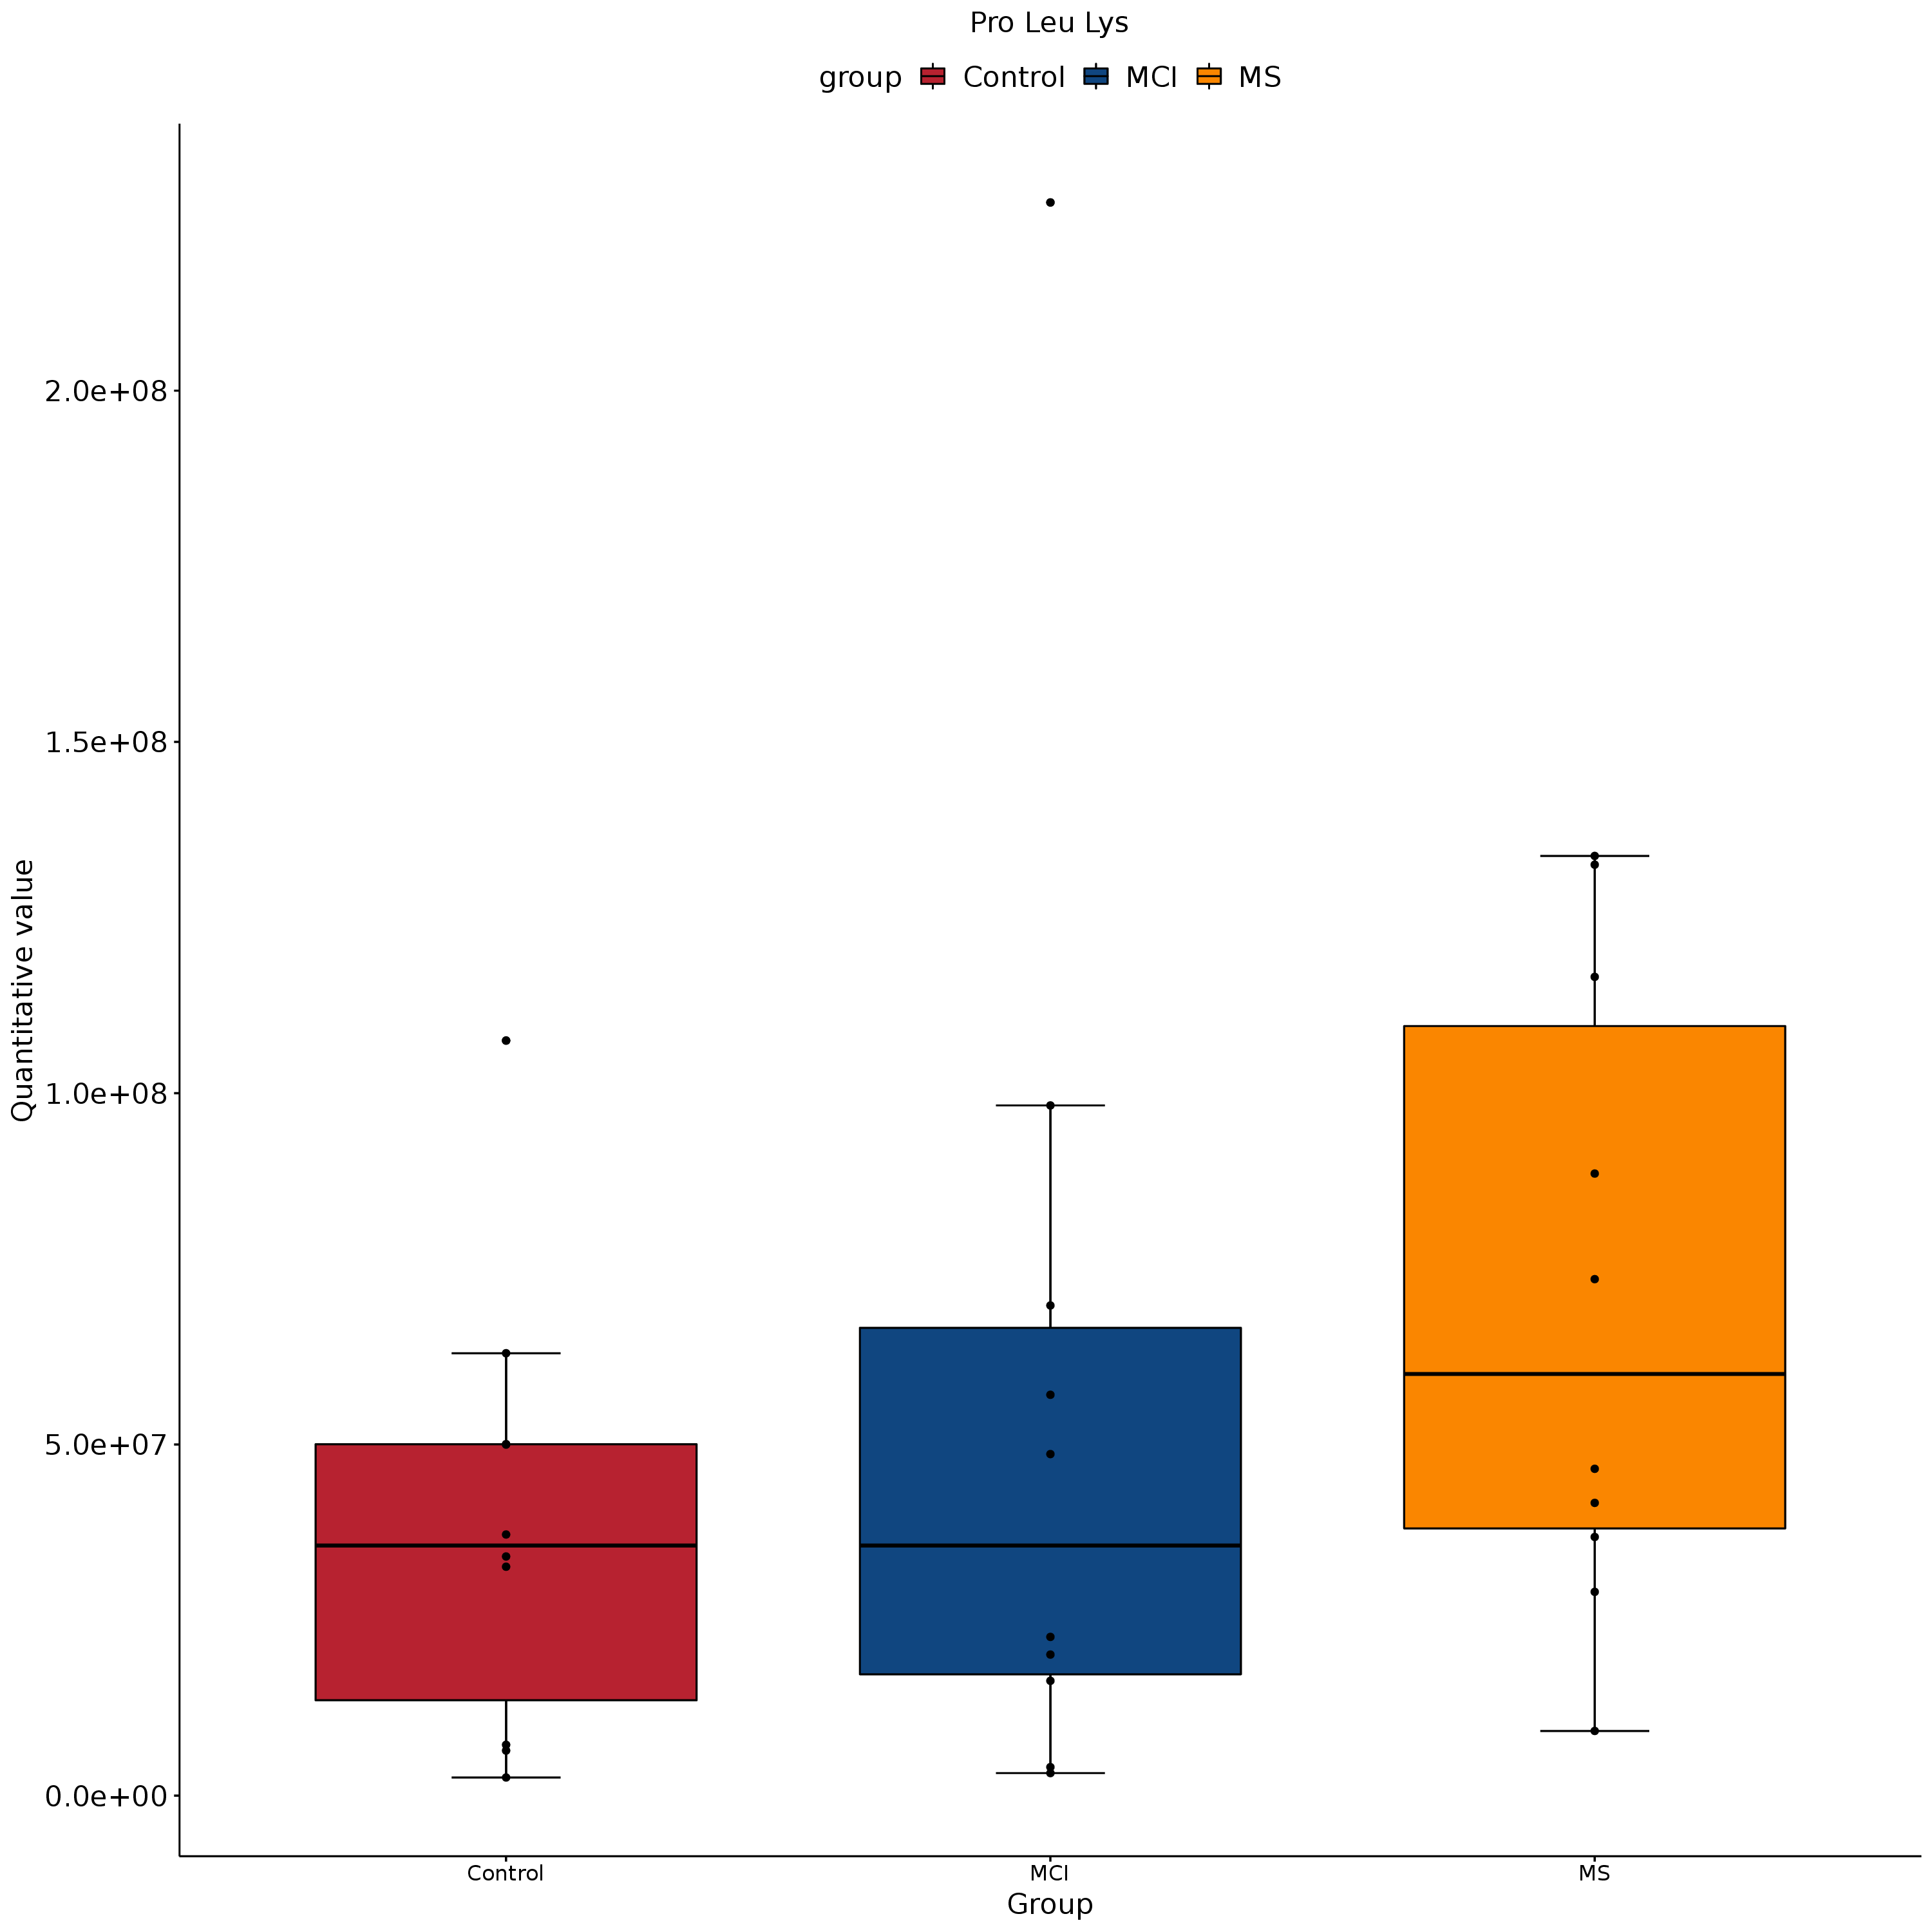 Pro Leu Lys
group Control MCI MS
Quantitative value
2.0e+08
1.5e+08
1.0e+08
5.0e+07
0.0e+00
Control MCI MS
Group